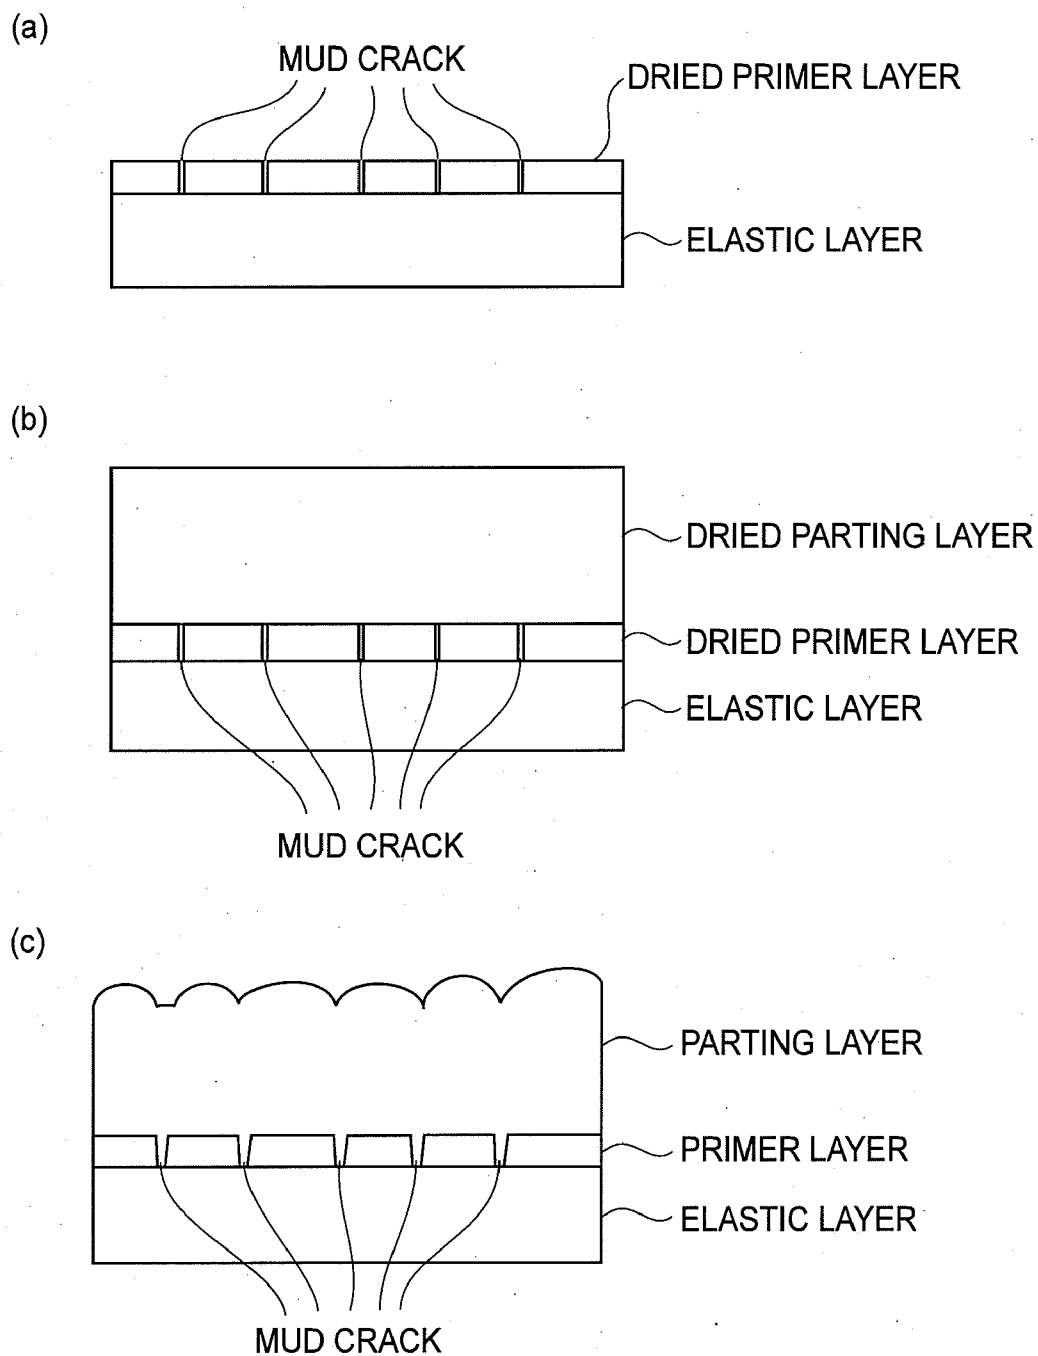 (a)
MUD CRACK
DRIED PRIMER LAYER
ELASTIC LAYER
(b)
DRIED PARTING LAYER
DRIED PRIMER LAYER
ELASTIC LAYER
MUD CRACK
(c)
PARTING LAYER
PRIMER LAYER
ELASTIC LAYER
MUD CRACK